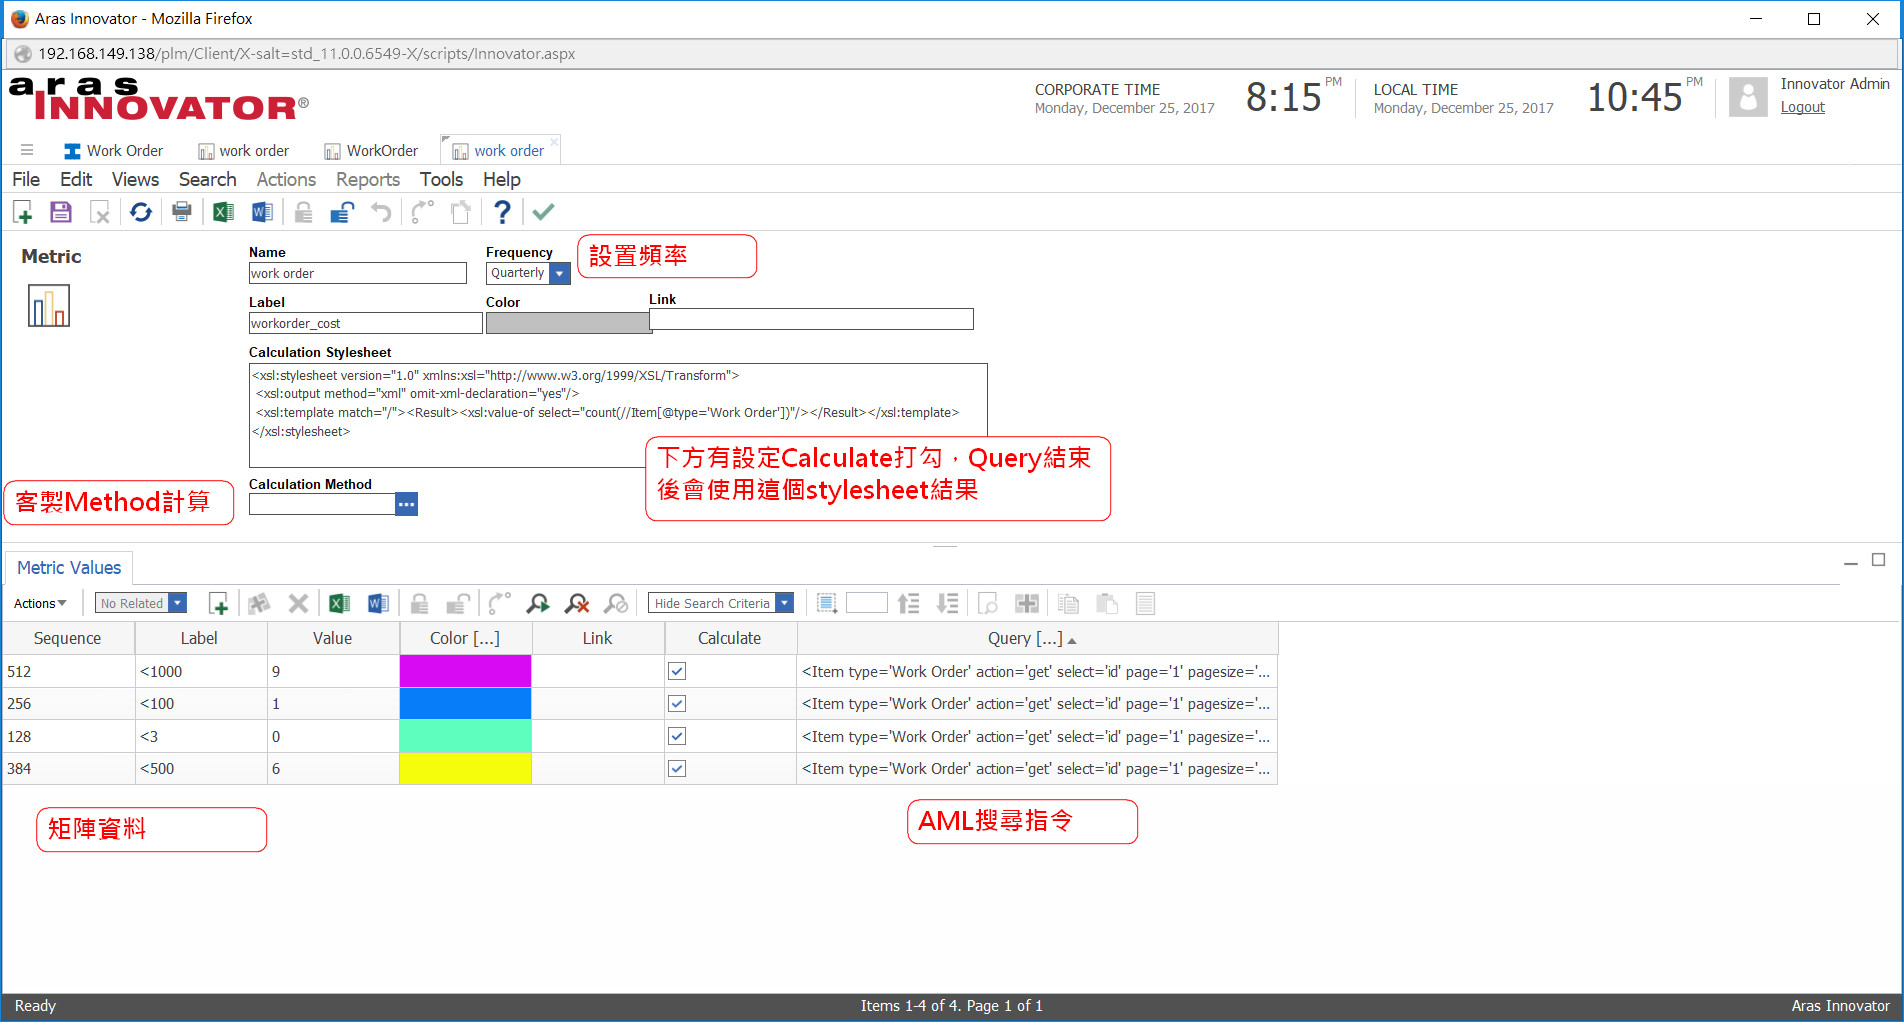 Aras Innovator - Mozilla Firefox
192.168.149.138/plm/Client/X-salt=std_11.0.0.6549-X/scripts/Innovator.aspx
aras
INNOVATOR®
CORPORATE TIME
Monday, December 25, 2017
8:15 PM
LOCAL TIME
Monday, December 25, 2017
10:45 PM
Innovator Admin
Logout
Work Order work order WorkOrder work order
File Edit Views Search Actions Reports Tools Help
Metric
Name
work order
Frequency
Quarterly
設置頻率
Label
workorder_cost
Color
Link
Calculation Stylesheet
<xsl:stylesheet version="1.0" xmlns:xsl="http://www.w3.org/1999/XSL/Transform">
<xsl:output method="xml" omit-xml-declaration="yes"/>
<xsl:template match="/"><Result><xsl:value-of select="count(//Item[@type='Work Order'])"/></Result></xsl:template>
</xsl:stylesheet>
下方有設定Calculate打勾，Query結束
後會使用這個stylesheet結果
Calculation Method
...
客製Method計算
Metric Values
Actions No Related Hide Search Criteria
Sequence Label Value Color [...] Link Calculate Query [...]
512 <1000 9 <Item type='Work Order' action='get' select='id' page='1' pagesize='...
256 <100 1 <Item type='Work Order' action='get' select='id' page='1' pagesize='...
128 <3 0 <Item type='Work Order' action='get' select='id' page='1' pagesize='...
384 <500 6 <Item type='Work Order' action='get' select='id' page='1' pagesize='...
矩陣資料
AML搜尋指令
Ready
Items 1-4 of 4. Page 1 of 1
Aras Innovator